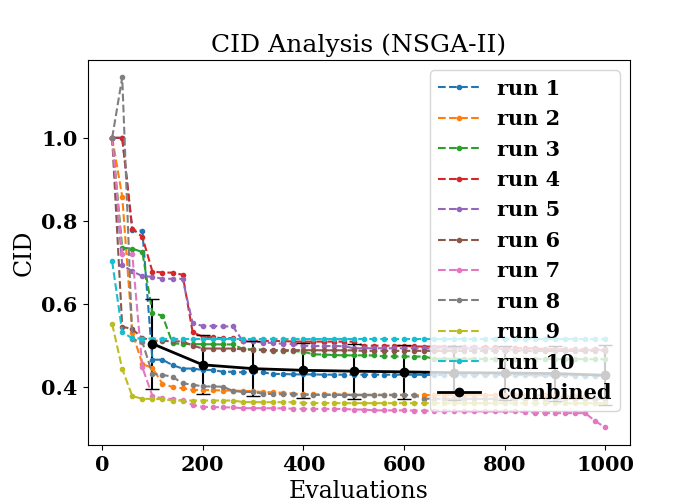 CID Analysis (NSGA-II)
CID
1.0
0.8
0.6
0.4
run 1
run 2
run 3
run 4
run 5
run 6
run 7
run 8
run 9
run 10
combined
0 200 400 600 800 1000
Evaluations